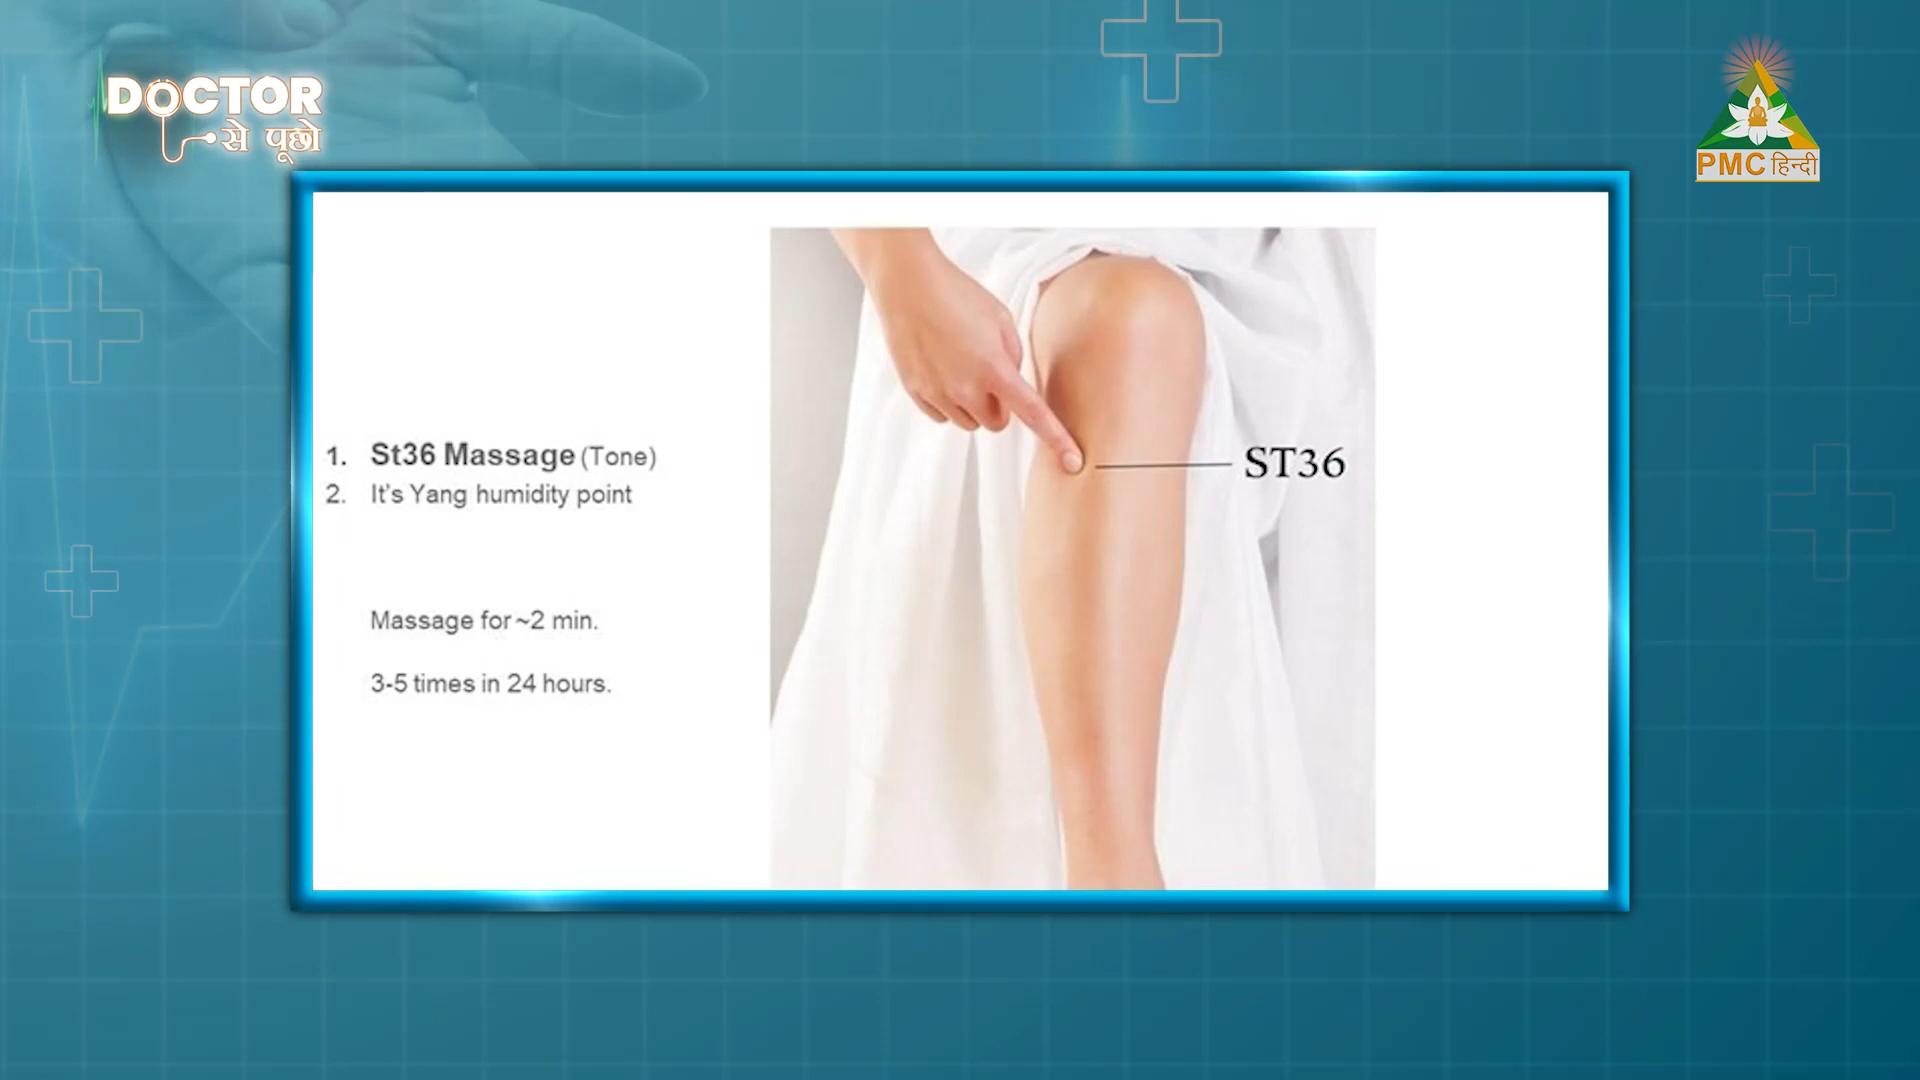 DOCTOR
से पूछो
PMC हिन्दी
1. St36 Massage (Tone)
2. It's Yang humidity point
Massage for ~2 min.
3-5 times in 24 hours.
ST36